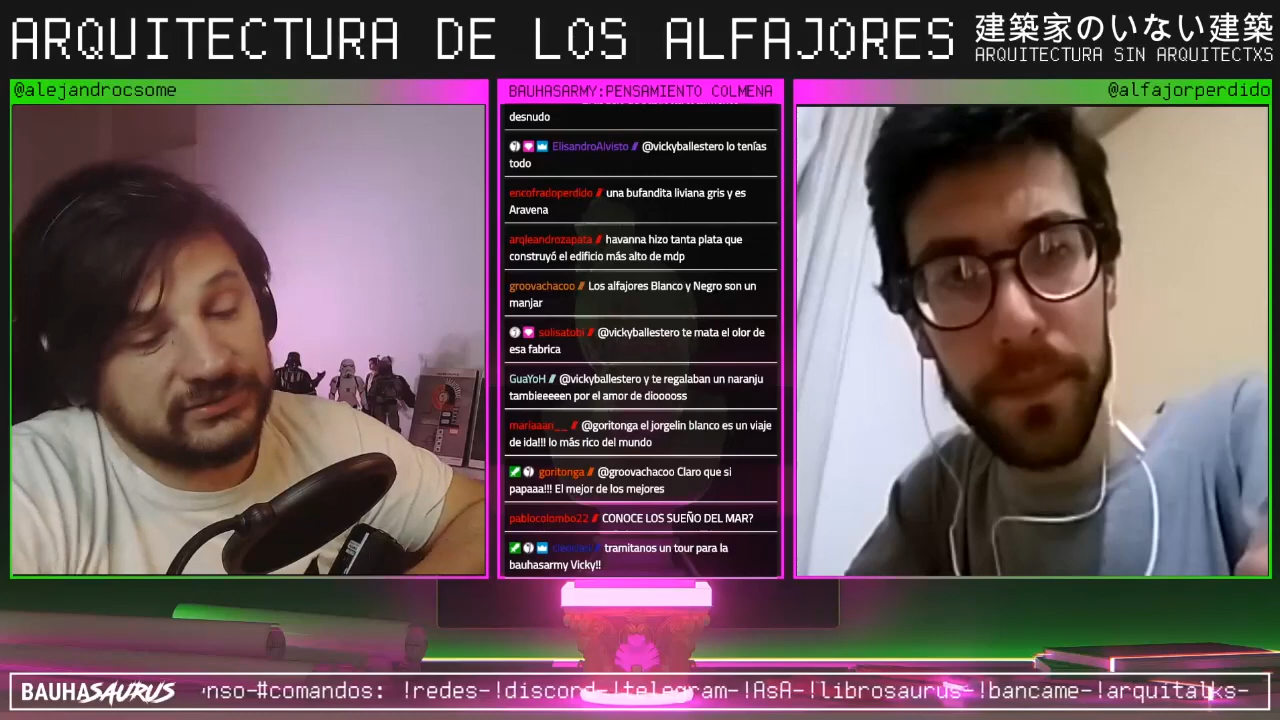 ARQUITECTURA DE LOS ALFAJORES
建築家のいない建築
ARQUITECTURA SIN ARQUITECTXS
@alejandrocsome
BAUHASARMY:PENSAMIENTO COLMENA
desnudo
ElisandroAlvisto // @vickyballestero lo tenías
todo
encofradoperdido // una bufandita liviana gris y es
Aravena
arqleandrozapata // havanna hizo tanta plata que
construyó el edificio más alto de mdp
groovachacoo // Los alfajores Blanco y Negro son un
manjar
solisatobi // @vickyballestero te mata el olor de
esa fabrica
GuaYoH // @vickyballestero y te regalaban un naranju
tambieeeeen por el amor de diooooss
mariaaan__ // @goritonga el jorgelin blanco es un viaje
de ida!!! lo más rico del mundo
goritonga // @groovachacoo Claro que si
papaaa!!! El mejor de los mejores
pablocolombo22 // CONOCE LOS SUEÑO DEL MAR?
// tramitanos un tour para la
bauhasarmy Vicky!!
@alfajorperdido
BAUHASAURUS
nso-#comandos: !redes-!discord-!telegram-!AsA-!librosaurus-!bancame-!arquitalks-